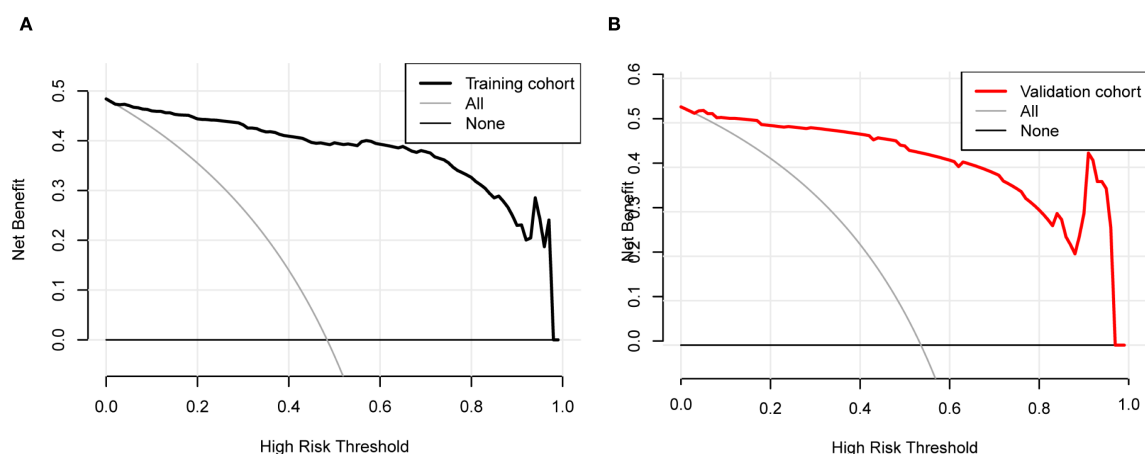 A
Training cohort
All
None
0.5
0.4
0.3
0.2
0.1
0.0
Net Benefit
0.0 0.2 0.4 0.6 0.8 1.0
High Risk Threshold
B
Validation cohort
All
None
0.6
0.5
0.4
0.3
0.2
0.1
0.0
Net Benefit
0.0 0.2 0.4 0.6 0.8 1.0
High Risk Threshold